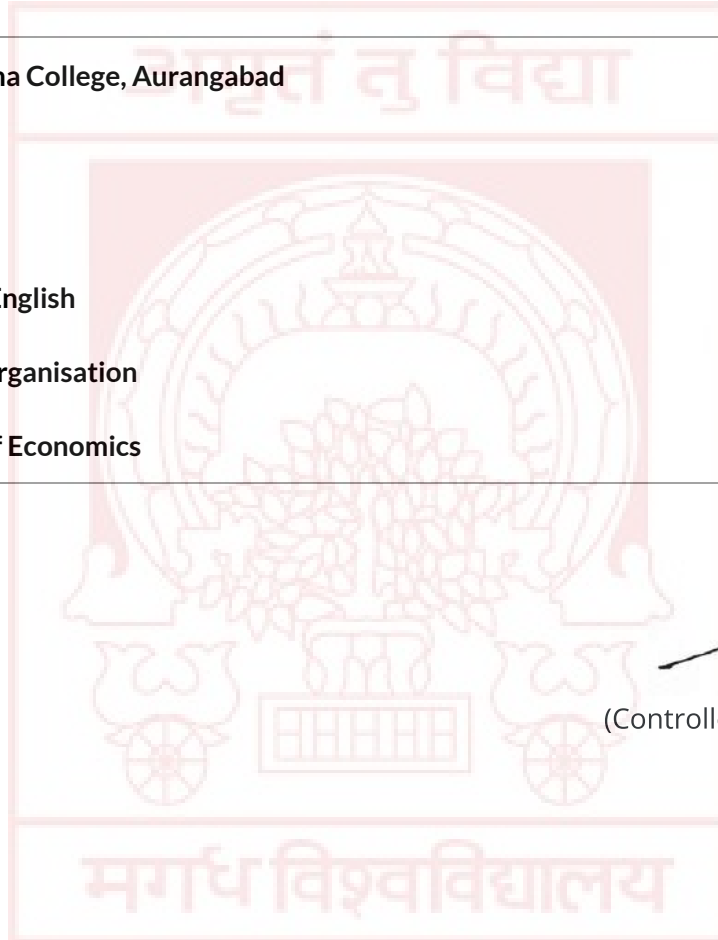 अमृतं तु विद्या
na College, Aurangabad
English
rganisation
f Economics
(Controll
मगध विश्वविद्यालय